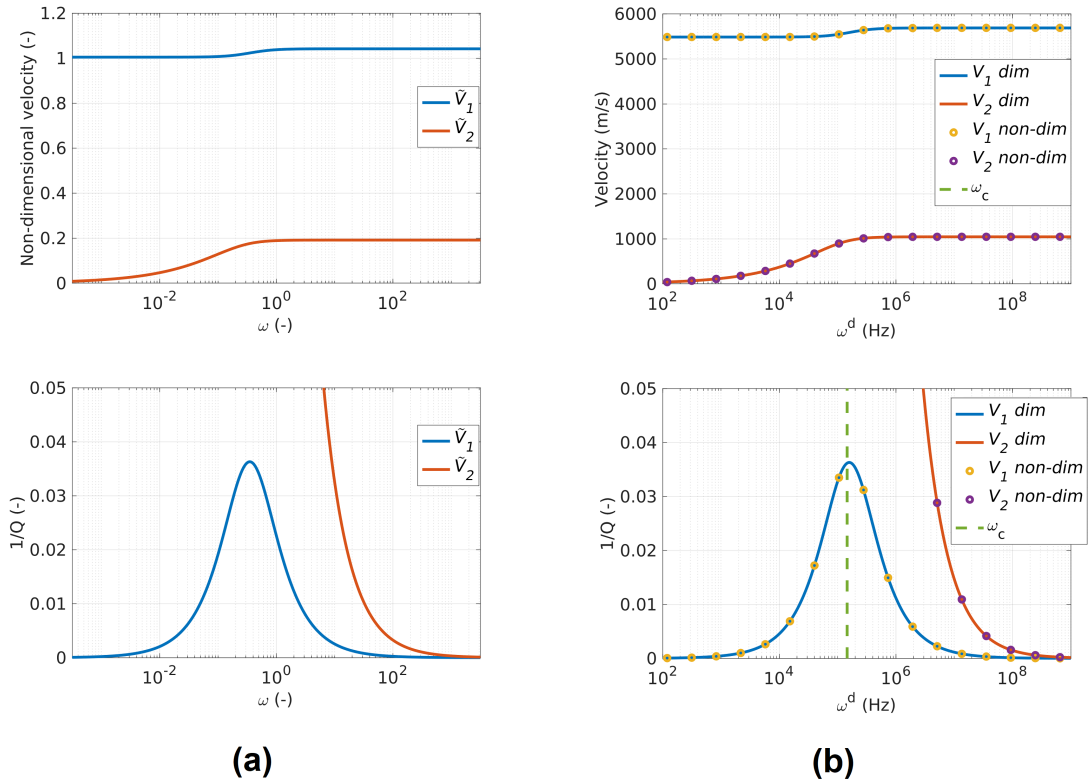 1.2
1
0.8
0.6
0.4
0.2
0
Non-dimensional velocity (-)
Ṽ₁
Ṽ₂
10⁻²
10⁰
10²
ω (-)
6000
5000
4000
3000
2000
1000
0
Velocity (m/s)
V₁ dim
V₂ dim
V₁ non-dim
V₂ non-dim
ω_c
10²
10⁴
10⁶
10⁸
ω^d (Hz)
0.05
0.04
0.03
0.02
0.01
0
1/Q (-)
Ṽ₁
Ṽ₂
10⁻²
10⁰
10²
ω (-)
0.05
0.04
0.03
0.02
0.01
0
1/Q (-)
V₁ dim
V₂ dim
V₁ non-dim
V₂ non-dim
ω_c
10²
10⁴
10⁶
10⁸
ω^d (Hz)
(a)
(b)